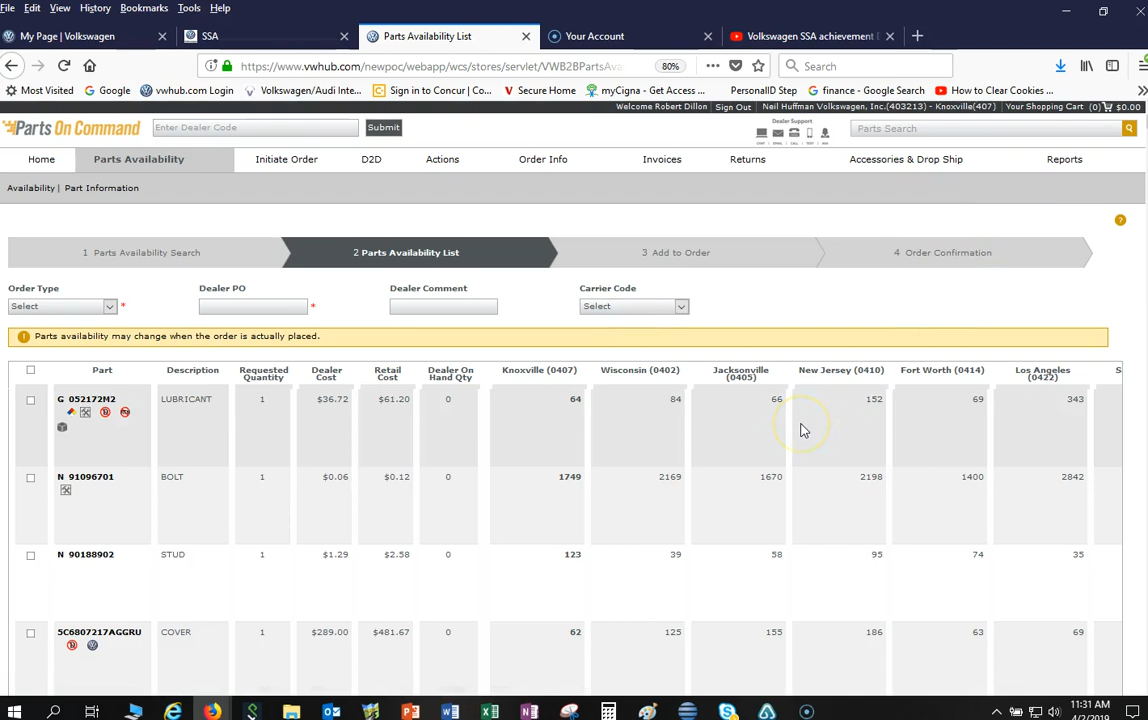 File Edit View History Bookmarks Tools Help
My Page | Volkswagen SSA Parts Availability List Your Account Volkswagen SSA achievement
https://www.vwhub.com/newpoc/webapp/wcs/stores/servlet/VWB2BPartsAv 80% Search
Most Visited Google vwhub.com Login Volkswagen/Audi Inte... Sign in to Concur | Co... Secure Home myCigna - Get Access ... PersonalID Step finance - Google Search How to Clear Cookies ...
Welcome Robert Dillon Sign Out Neil Huffman Volkswagen, Inc.(403213) - Knoxville(407) Your Shopping Cart (0) $0.00
Parts On Command Enter Dealer Code Submit Dealer Support Parts Search
CHAT EMAIL CALL TEXT
Home Parts Availability Initiate Order D2D Actions Order Info Invoices Returns Accessories & Drop Ship Reports
Availability | Part Information
1 Parts Availability Search 2 Parts Availability List 3 Add to Order 4 Order Confirmation
Order Type Dealer PO Dealer Comment Carrier Code
Select * * Select
Parts availability may change when the order is actually placed.
Part Description Requested Quantity Dealer Cost Retail Cost Dealer On Hand Qty Knoxville (0407) Wisconsin (0402) Jacksonville (0405) New Jersey (0410) Fort Worth (0414) Los Angeles (0422) S
G 052172M2 LUBRICANT 1 $36.72 $61.20 0 64 84 66 152 69 343
N 91096701 BOLT 1 $0.06 $0.12 0 1749 2169 1670 2198 1400 2842
N 90188902 STUD 1 $1.29 $2.58 0 123 39 58 95 74 35
5C6807217AGGRU COVER 1 $289.00 $481.67 0 62 125 155 186 63 69
11:31 AM
4/2/2019